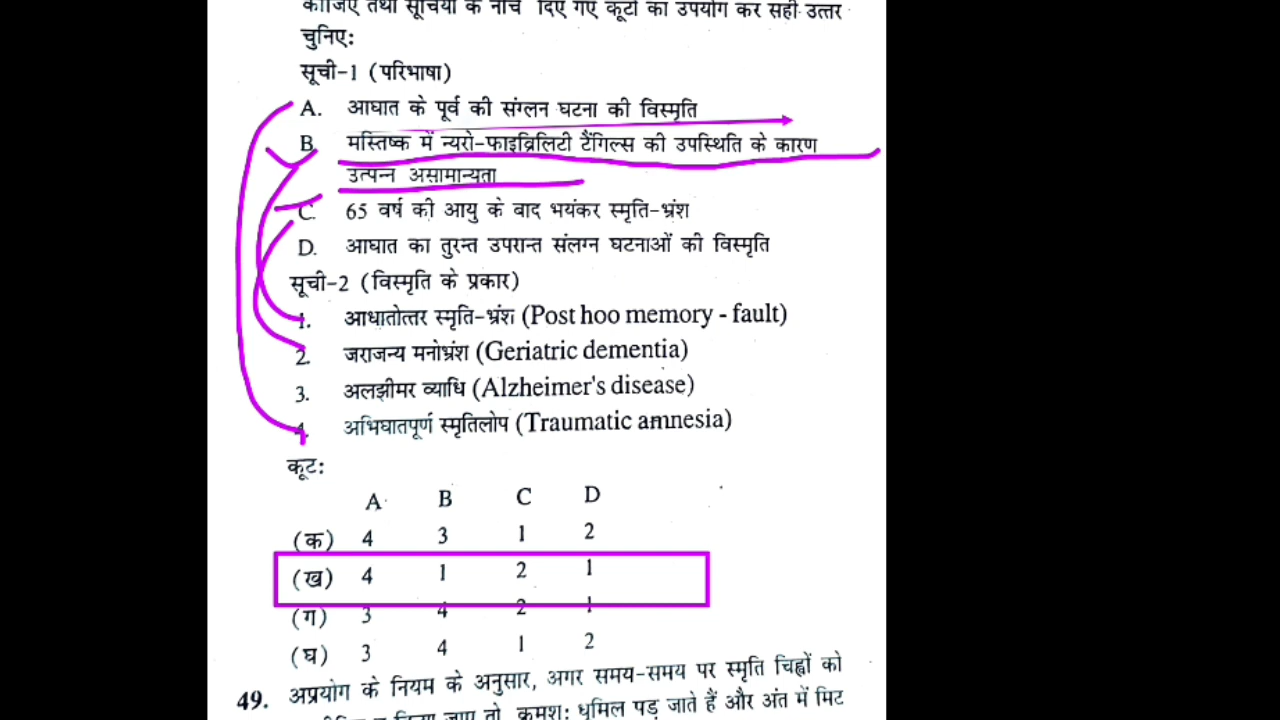 कीजिए तथा सूचियों के नीचे दिए गए कूटों का उपयोग कर सही उत्तर
चुनिए:
सूची-1 (परिभाषा)
A. आघात के पूर्व की संग्लन घटना की विस्मृति
B. मस्तिष्क में न्यरो-फाइब्रिलिटी टैंगिल्स की उपस्थिति के कारण
उत्पन्न असामान्यता
C. 65 वर्ष की आयु के बाद भयंकर स्मृति-भ्रंश
D. आघात का तुरन्त उपरान्त संलग्न घटनाओं की विस्मृति
सूची-2 (विस्मृति के प्रकार)
1. आधातोत्तर स्मृति-भ्रंश (Post hoo memory - fault)
2. जराजन्य मनोभ्रंश (Geriatric dementia)
3. अलझीमर व्याधि (Alzheimer's disease)
4. अभिघातपूर्ण स्मृतिलोप (Traumatic amnesia)
कूट:
A B C D
(क) 4 3 1 2
(ख) 4 1 2 1
(ग) 3 4 2 1
(घ) 3 4 1 2
49. अप्रयोग के नियम के अनुसार, अगर समय-समय पर स्मृति चिह्नों को
जाए तो क्रमश: धूमिल पड़ जाते हैं और अंत में मिट